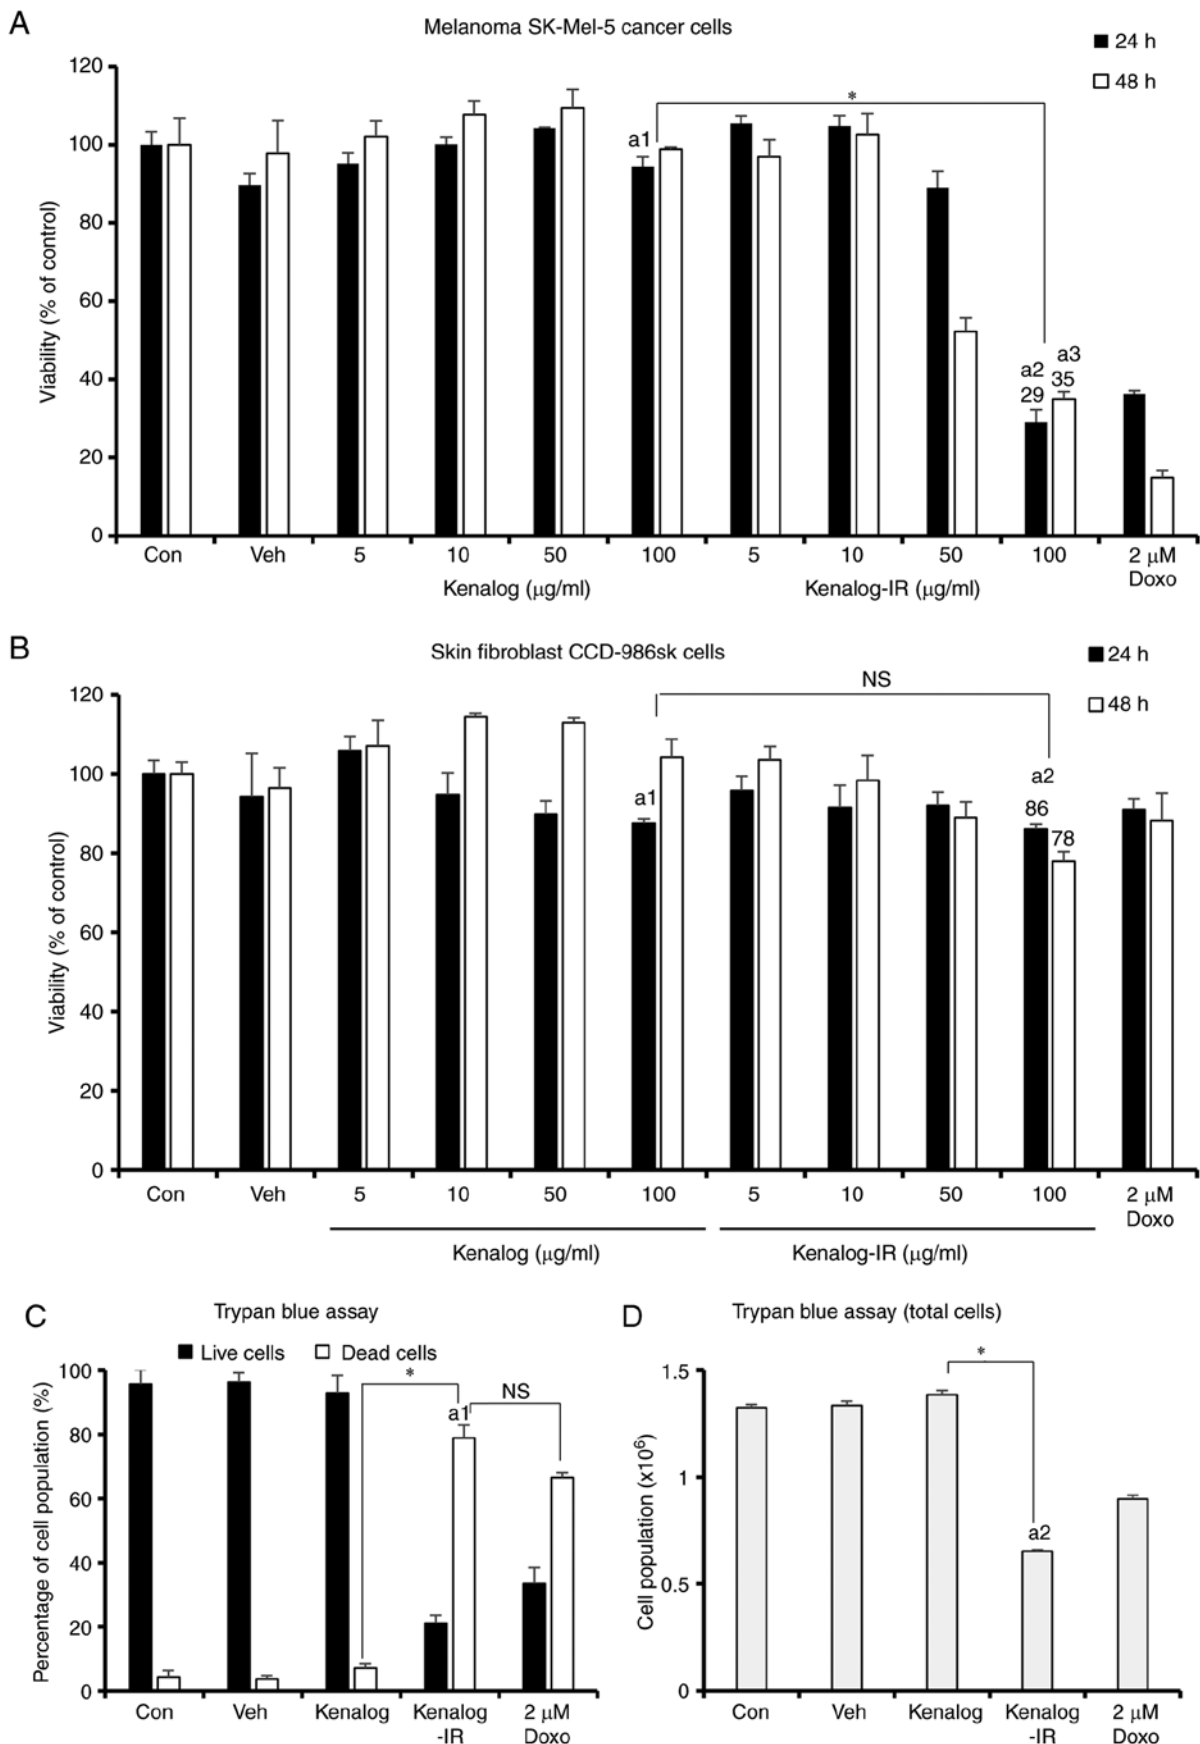 A
Melanoma SK-Mel-5 cancer cells
24 h
48 h
Viability (% of control)
120
100
80
60
40
20
0
*
a1
a2
29
a3
35
Con Veh 5 10 50 100 5 10 50 100 2 μM Doxo
Kenalog (μg/ml) Kenalog-IR (μg/ml)
B
Skin fibroblast CCD-986sk cells
24 h
48 h
Viability (% of control)
120
100
80
60
40
20
0
NS
a1
a2
86
78
Con Veh 5 10 50 100 5 10 50 100 2 μM Doxo
Kenalog (μg/ml) Kenalog-IR (μg/ml)
C
Trypan blue assay
Live cells Dead cells
Percentage of cell population (%)
100
80
60
40
20
0
*
NS
a1
Con Veh Kenalog Kenalog -IR 2 μM Doxo
D
Trypan blue assay (total cells)
Cell population (x10⁶)
1.5
1
0.5
0
*
a2
Con Veh Kenalog Kenalog -IR 2 μM Doxo